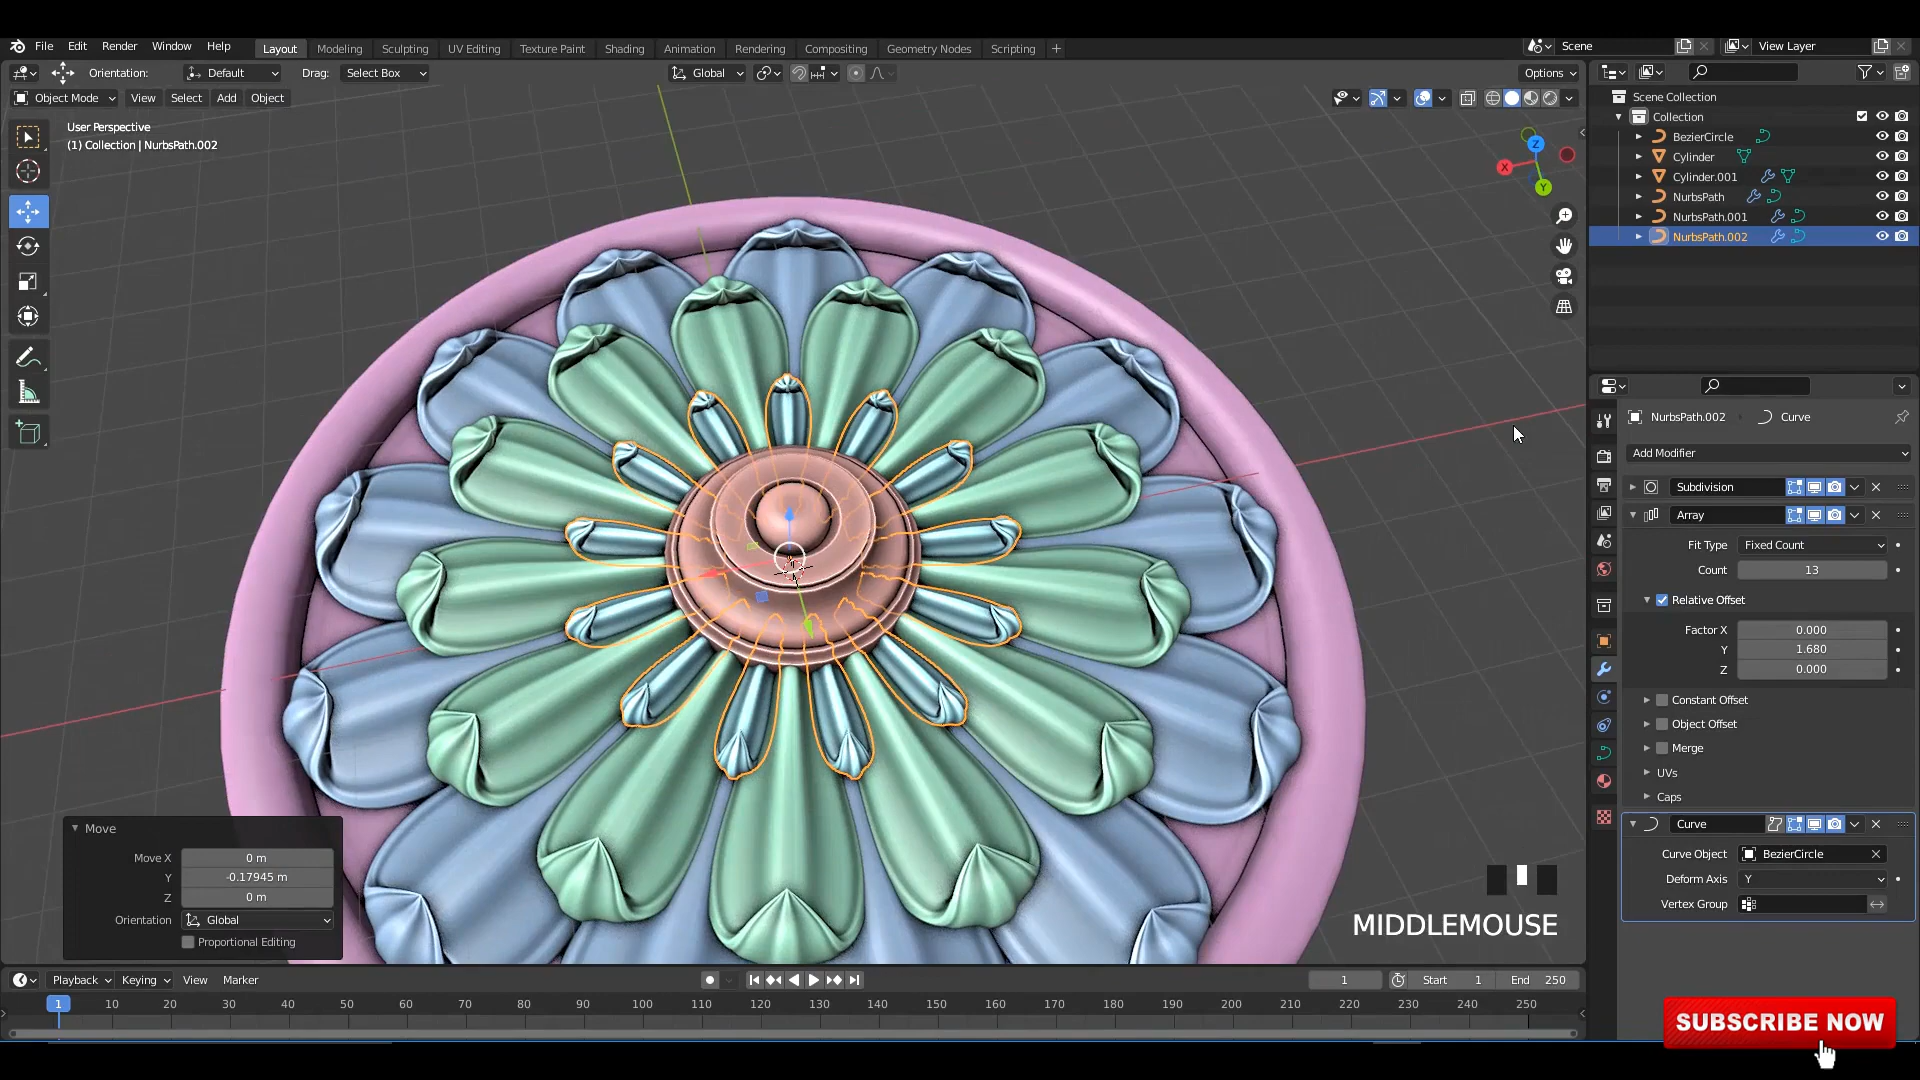 File Edit Render Window Help Layout Modeling Sculpting UV Editing Texture Paint Shading Animation Rendering Compositing Geometry Nodes Scripting + Scene View Layer
Orientation: Default Drag: Select Box Global Options
Object Mode View Select Add Object
User Perspective
(1) Collection | NurbsPath.002
Z
X
Y
Scene Collection
Collection
BezierCircle
Cylinder
Cylinder.001
NurbsPath
NurbsPath.001
NurbsPath.002
NurbsPath.002 Curve
Add Modifier
Subdivision
Array
Fit Type Fixed Count
Count 13
Relative Offset
Factor X 0.000
Y 1.680
Z 0.000
Constant Offset
Object Offset
Merge
UVs
Caps
Curve
Curve Object BezierCircle
Deform Axis Y
Vertex Group
Move
Move X 0 m
Y -0.17945 m
Z 0 m
Orientation Global
Proportional Editing
MIDDLEMOUSE
Playback Keying View Marker 1 Start 1 End 250
1 10 20 30 40 50 60 70 80 90 100 110 120 130 140 150 160 170 180 190 200 210 220 230 240 250
SUBSCRIBE NOW